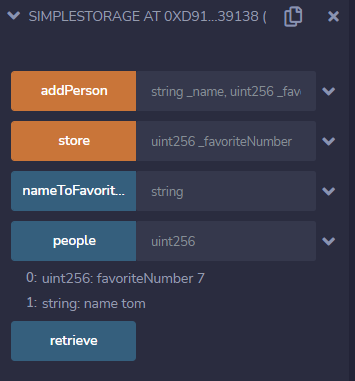 SIMPLESTORAGE AT 0XD91...39138 (
addPerson string _name, uint256 _fav
store uint256 _favoriteNumber
nameToFavorit... string
people uint256
0: uint256: favoriteNumber 7
1: string: name tom
retrieve